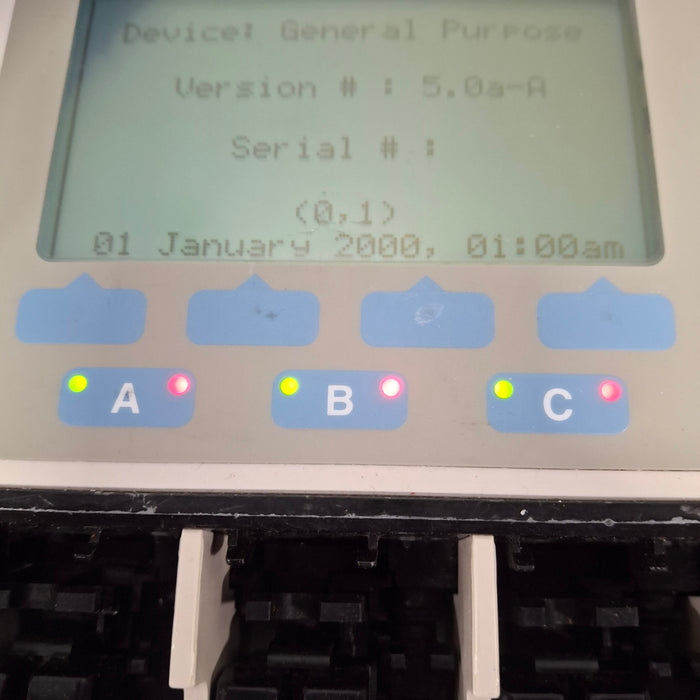 Device: General Purpose
Version # : 5.0a-A
Serial # :
(0,1)
01 January 2000, 01:00am
A B C